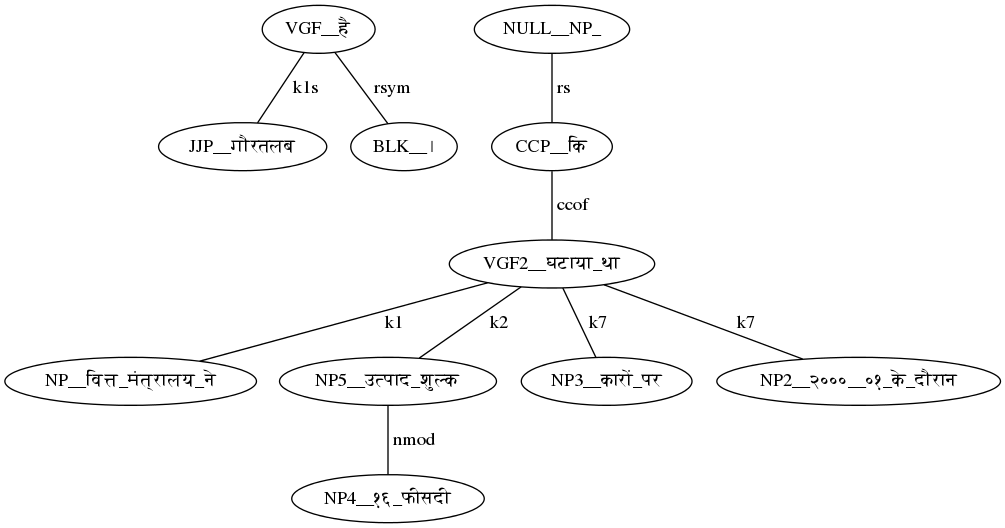 VGF__है NULL__NP_
k1s rsym rs
JJP__गौरतलब BLK__। CCP__कि
ccof
VGF2__घटाया_था
k1 k2 k7 k7
NP__वित्त_मंत्रालय_ने NP5__उत्पाद_शुल्क NP3__कारों_पर NP2__२०००__०१_के_दौरान
nmod
NP4__१६_फीसदी